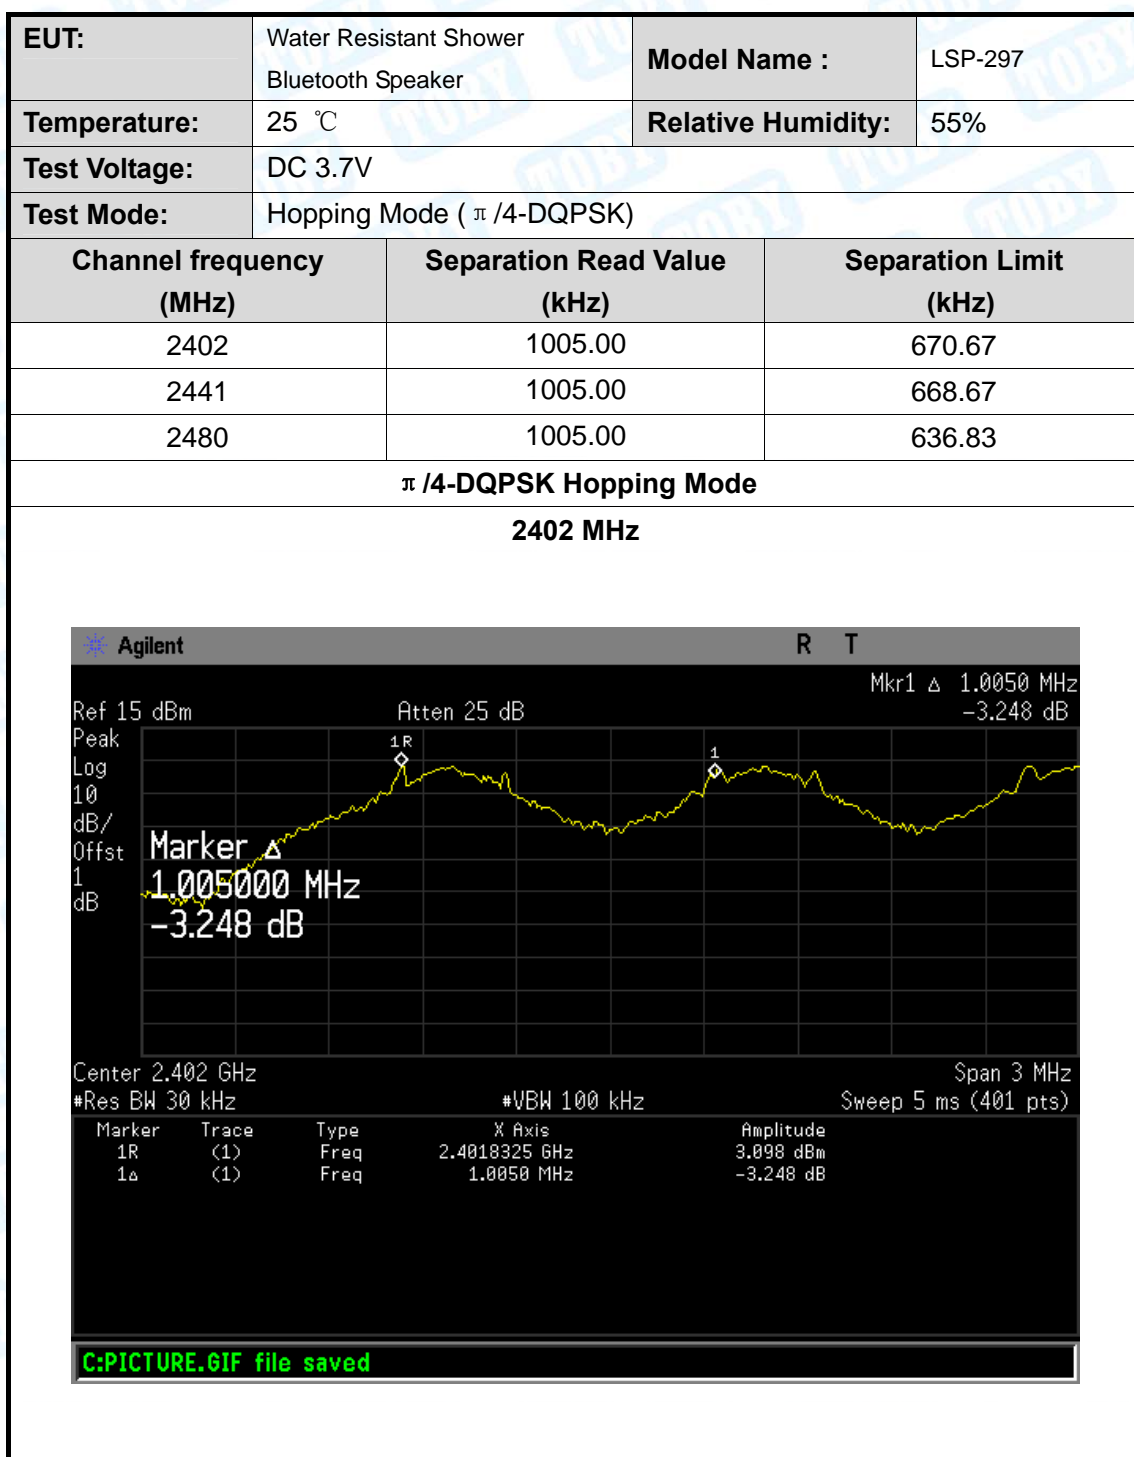 EUT: Water Resistant Shower Bluetooth Speaker Model Name : LSP-297
Temperature: 25 ℃ Relative Humidity: 55%
Test Voltage: DC 3.7V
Test Mode: Hopping Mode (π/4-DQPSK)
Channel frequency (MHz) Separation Read Value (kHz) Separation Limit (kHz)
2402 1005.00 670.67
2441 1005.00 668.67
2480 1005.00 636.83
π/4-DQPSK Hopping Mode
2402 MHz
Agilent R T
Mkr1 Δ 1.0050 MHz
Ref 15 dBm Atten 25 dB -3.248 dB
Peak
Log
10
dB/
Offst
1
dB
1R
1
Marker Δ
1.005000 MHz
-3.248 dB
Center 2.402 GHz Span 3 MHz
#Res BW 30 kHz #VBW 100 kHz Sweep 5 ms (401 pts)
Marker Trace Type X Axis Amplitude
1R (1) Freq 2.4018325 GHz 3.098 dBm
1Δ (1) Freq 1.0050 MHz -3.248 dB
C:PICTURE.GIF file saved
TOBY